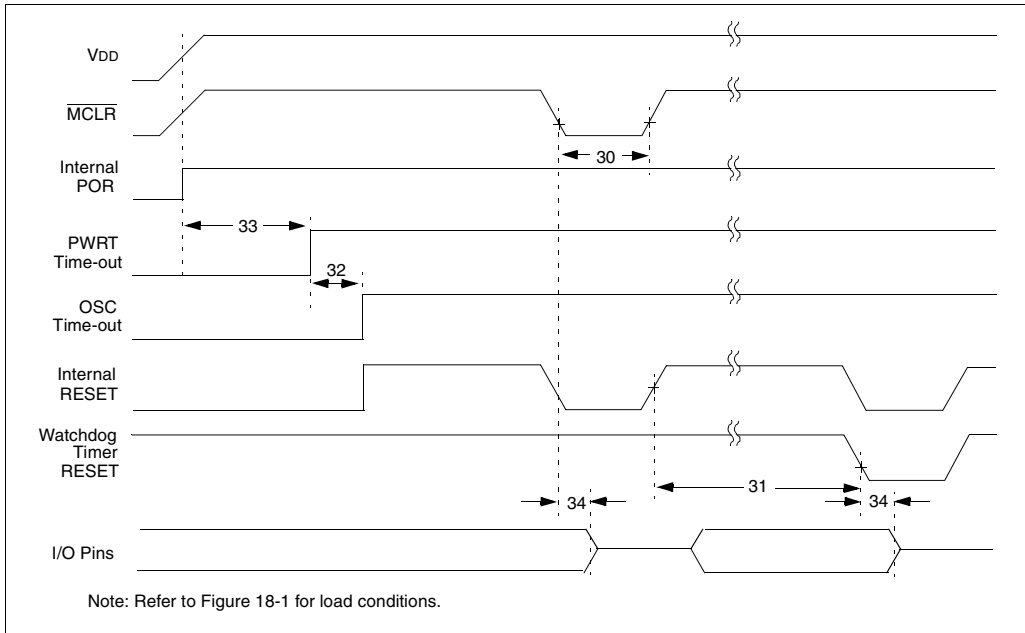 VDD
MCLR
30
Internal
POR
33
PWRT
Time-out
32
OSC
Time-out
Internal
RESET
Watchdog
Timer
RESET
31
34
34
I/O Pins
Note: Refer to Figure 18-1 for load conditions.